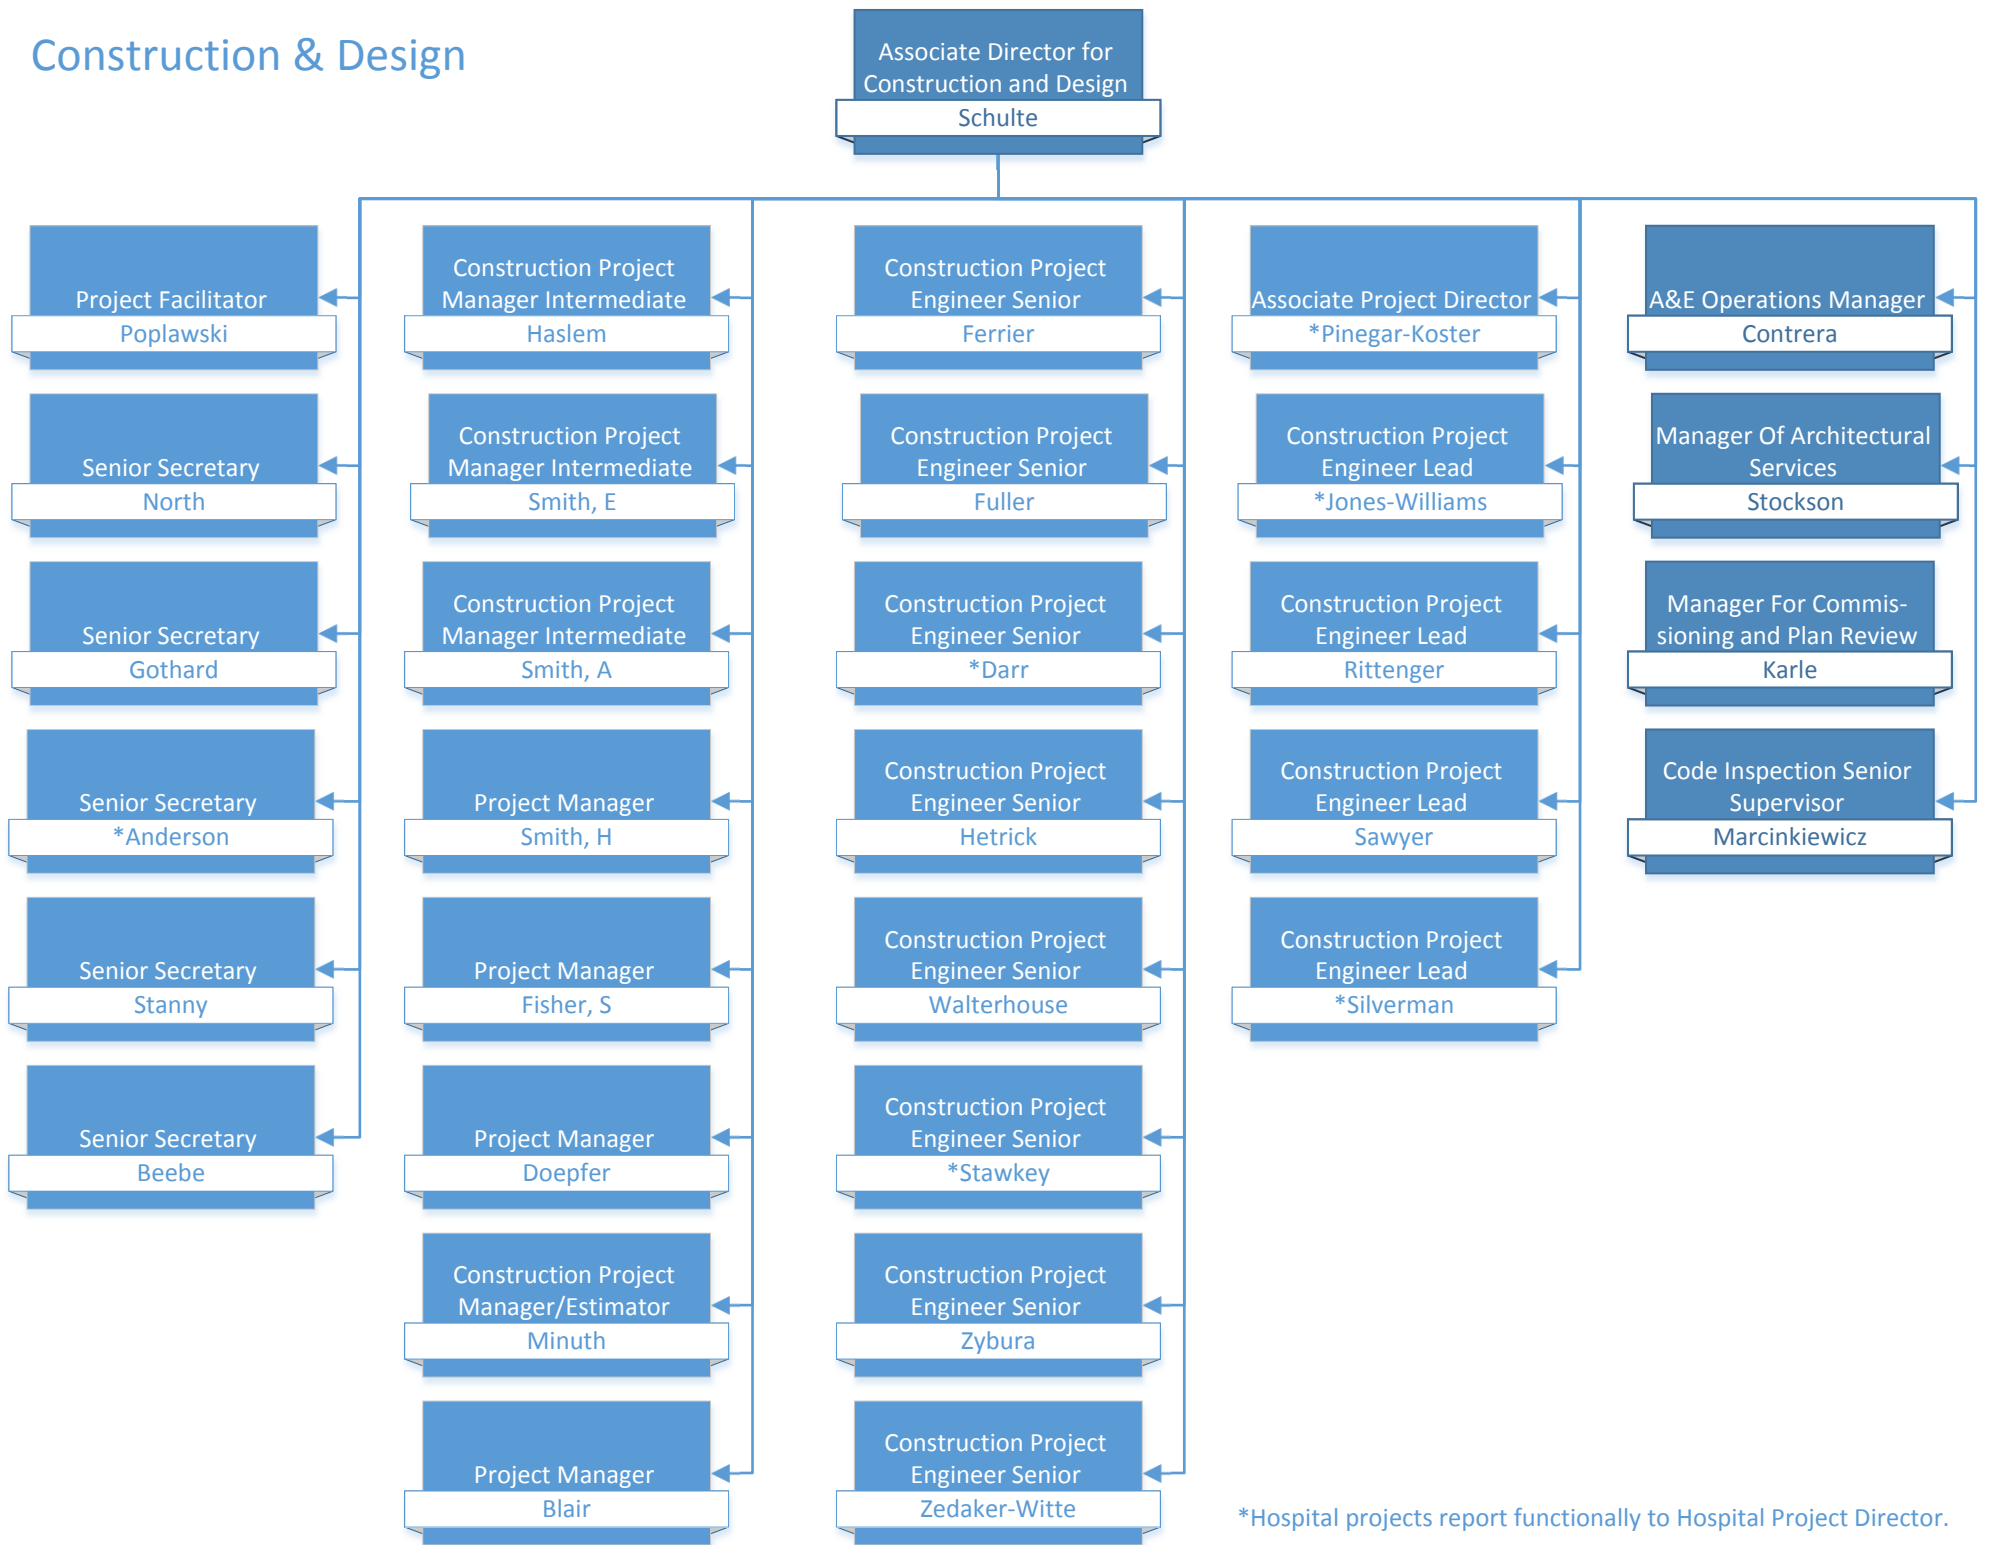 Construction & Design
Associate Director for
Construction and Design
Schulte
Project Facilitator
Poplawski
Senior Secretary
North
Senior Secretary
Gothard
Senior Secretary
*Anderson
Senior Secretary
Stanny
Senior Secretary
Beebe
Construction Project
Manager Intermediate
Haslem
Construction Project
Manager Intermediate
Smith, E
Construction Project
Manager Intermediate
Smith, A
Project Manager
Smith, H
Project Manager
Fisher, S
Project Manager
Doepfer
Construction Project
Manager/Estimator
Minuth
Project Manager
Blair
Construction Project
Engineer Senior
Ferrier
Construction Project
Engineer Senior
Fuller
Construction Project
Engineer Senior
*Darr
Construction Project
Engineer Senior
Hetrick
Construction Project
Engineer Senior
Walterhouse
Construction Project
Engineer Senior
*Stawkey
Construction Project
Engineer Senior
Zybura
Construction Project
Engineer Senior
Zedaker-Witte
Associate Project Director
*Pinegar-Koster
Construction Project
Engineer Lead
*Jones-Williams
Construction Project
Engineer Lead
Rittenger
Construction Project
Engineer Lead
Sawyer
Construction Project
Engineer Lead
*Silverman
A&E Operations Manager
Contrera
Manager Of Architectural
Services
Stockson
Manager For Commis-
sioning and Plan Review
Karle
Code Inspection Senior
Supervisor
Marcinkiewicz
*Hospital projects report functionally to Hospital Project Director.